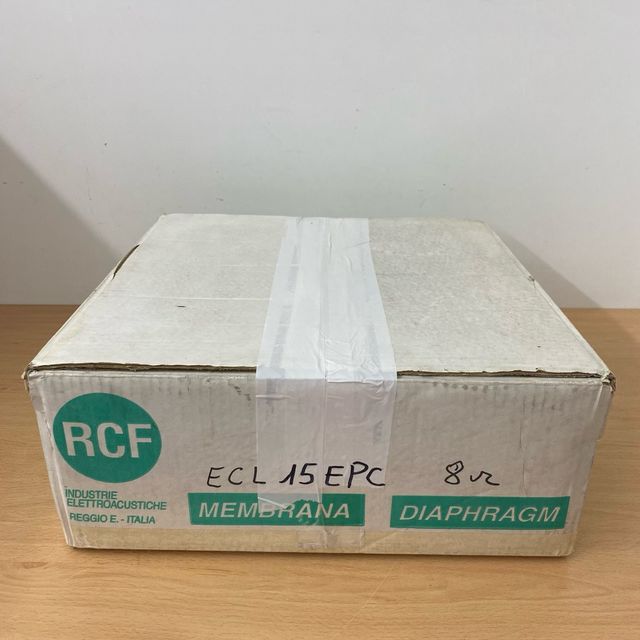 RCF
INDUSTRIE
ELETTROACUSTICHE
REGGIO E. - ITALIA
ECL 15EPC 8Ω
MEMBRANA
DIAPHRAGM